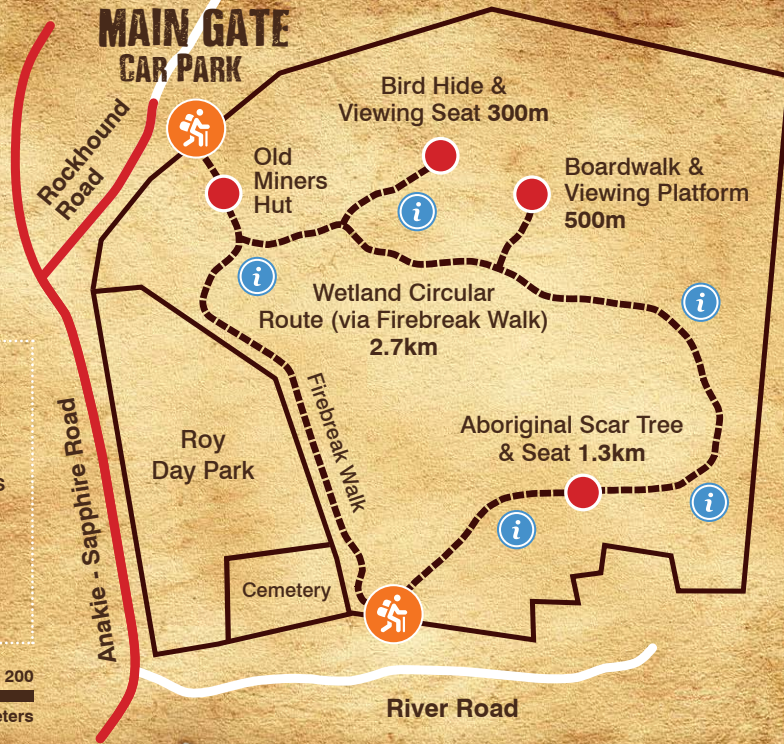 MAIN GATE
CAR PARK
Rockhound
Road
Bird Hide &
Viewing Seat 300m
Old
Miners
Hut
Boardwalk &
Viewing Platform
500m
i
i
i
Wetland Circular
Route (via Firebreak Walk)
2.7km
Firebreak Walk
Aboriginal Scar Tree
& Seat 1.3km
Roy
Day Park
i
i
Anakie - Sapphire Road
Cemetery
200
River Road